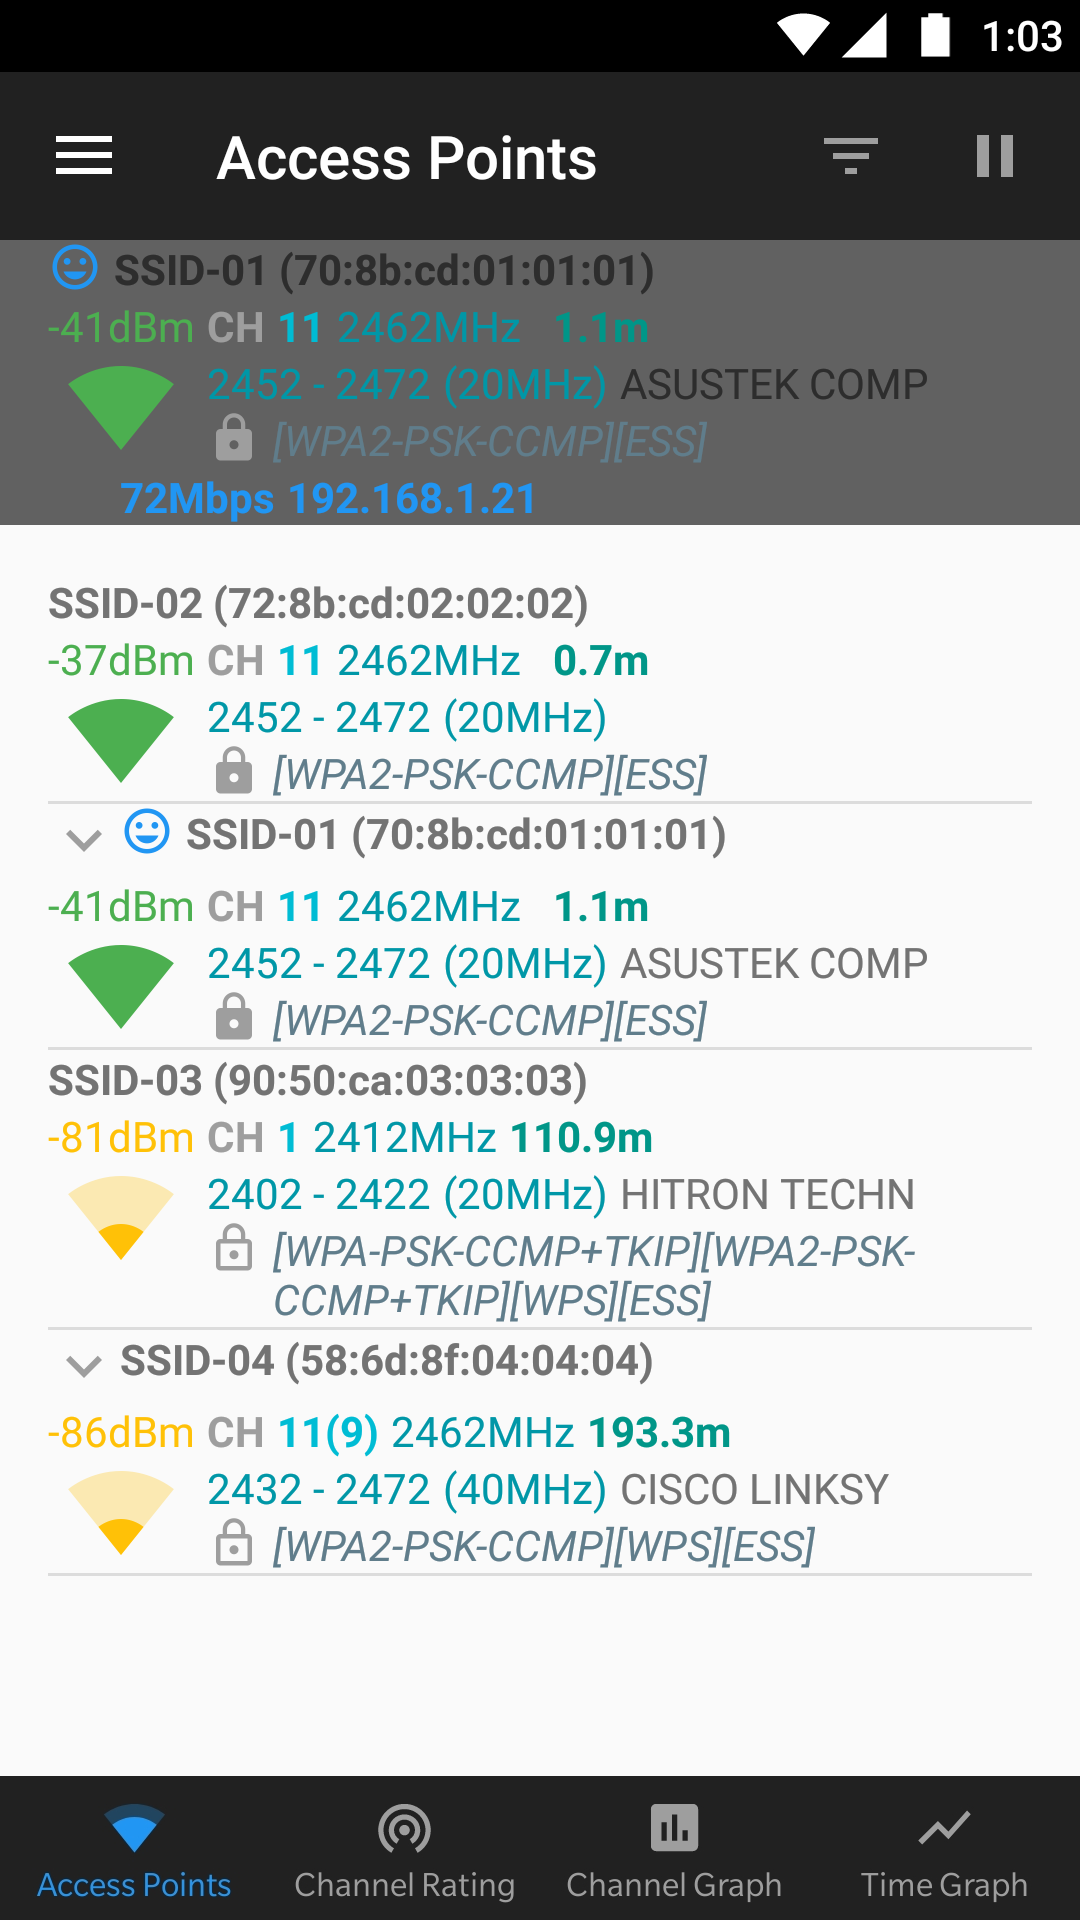 1:03
Access Points
SSID-01 (70:8b:cd:01:01:01)
-41dBm CH 11 2462MHz 1.1m
2452 - 2472 (20MHz) ASUSTEK COMP
[WPA2-PSK-CCMP][ESS]
72Mbps 192.168.1.21
SSID-02 (72:8b:cd:02:02:02)
-37dBm CH 11 2462MHz 0.7m
2452 - 2472 (20MHz)
[WPA2-PSK-CCMP][ESS]
SSID-01 (70:8b:cd:01:01:01)
-41dBm CH 11 2462MHz 1.1m
2452 - 2472 (20MHz) ASUSTEK COMP
[WPA2-PSK-CCMP][ESS]
SSID-03 (90:50:ca:03:03:03)
-81dBm CH 1 2412MHz 110.9m
2402 - 2422 (20MHz) HITRON TECHN
[WPA-PSK-CCMP+TKIP][WPA2-PSK-
CCMP+TKIP][WPS][ESS]
SSID-04 (58:6d:8f:04:04:04)
-86dBm CH 11(9) 2462MHz 193.3m
2432 - 2472 (40MHz) CISCO LINKSY
[WPA2-PSK-CCMP][WPS][ESS]
Access Points Channel Rating Channel Graph Time Graph